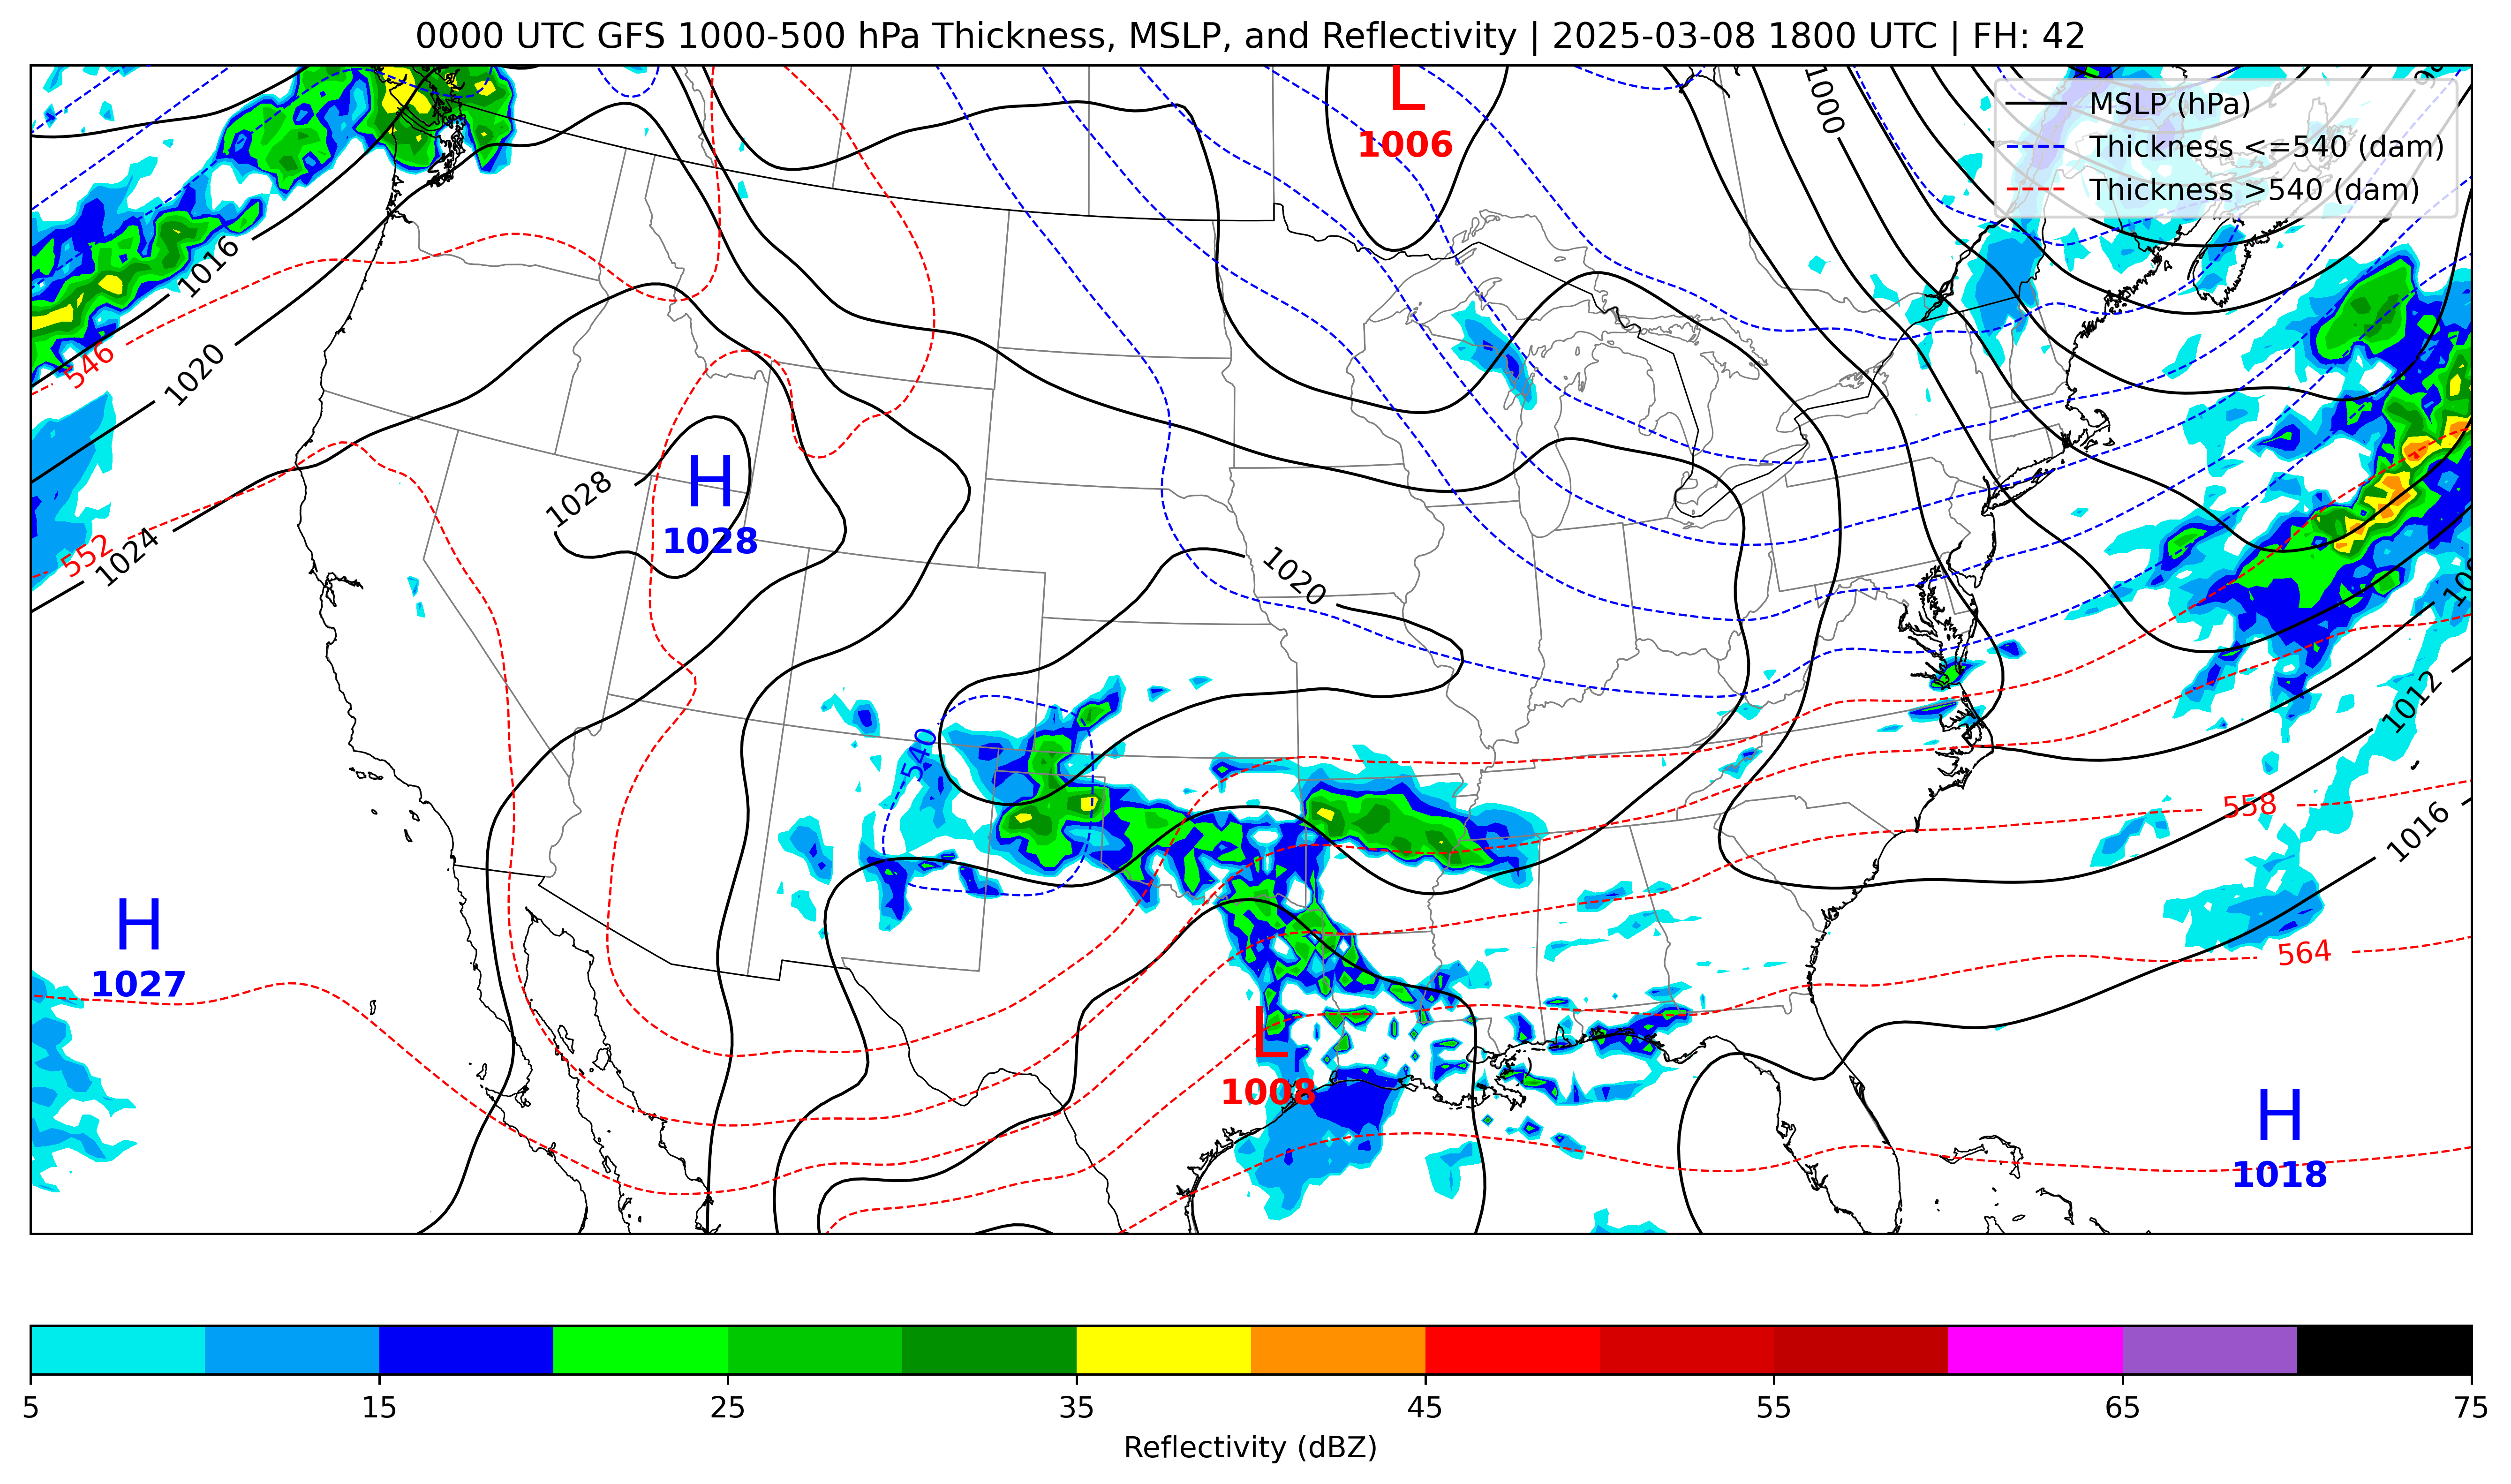 0000 UTC GFS 1000-500 hPa Thickness, MSLP, and Reflectivity | 2025-03-08 1800 UTC | FH: 42
L
1006
1000
MSLP (hPa)
Thickness <=540 (dam)
Thickness >540 (dam)
1016
546
1020
H
1028
1028
552
1024
1020
1012
540
558
1016
H
1027
564
L
1008
H
1018
5
15
25
35
45
55
65
75
Reflectivity (dBZ)